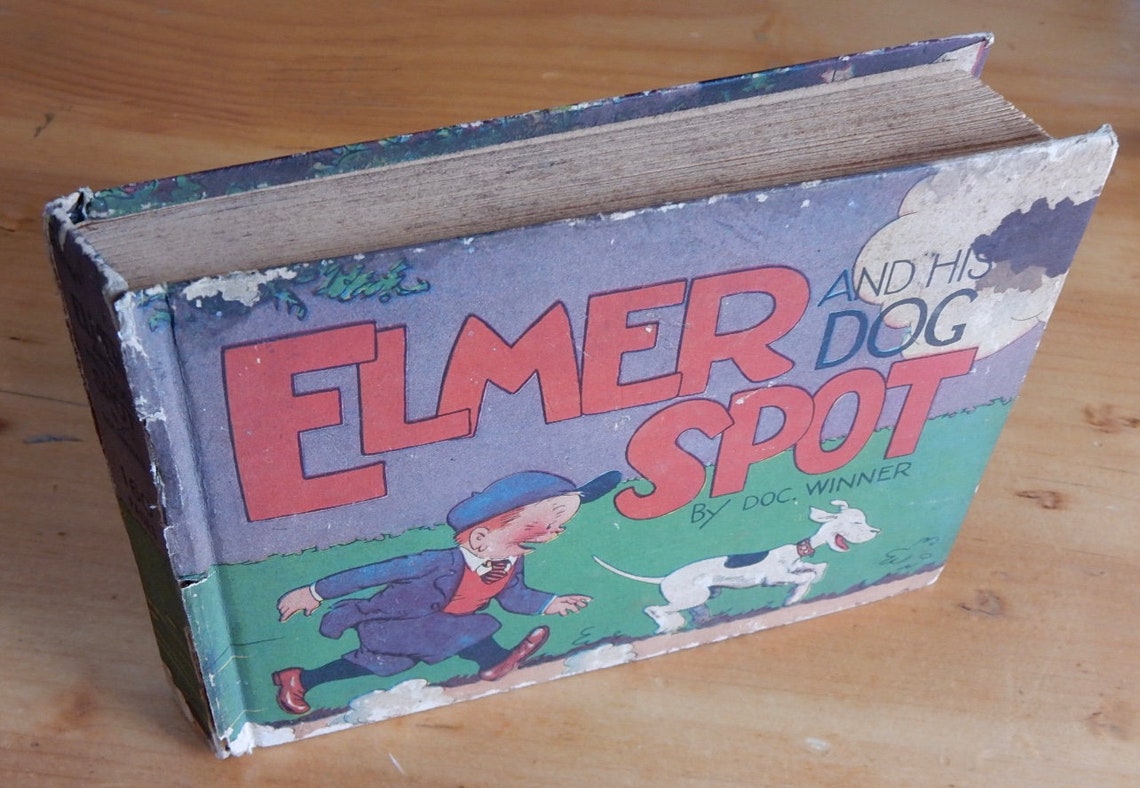 ELMER
AND HIS
DOG
SPOT
By DOC. WINNER